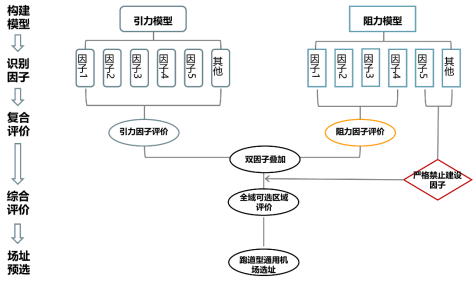 构建
模型
识别
因子
复合
评价
综合
评价
场址
预选
引力模型
阻力模型
因子1
因子2
因子3
因子4
因子5
其他
因子1
因子2
因子3
因子4
因子5
其他
引力因子评价
阻力因子评价
双因子叠加
严格禁止建设
因子
全域可选区域
评价
跑道型通用机
场选址